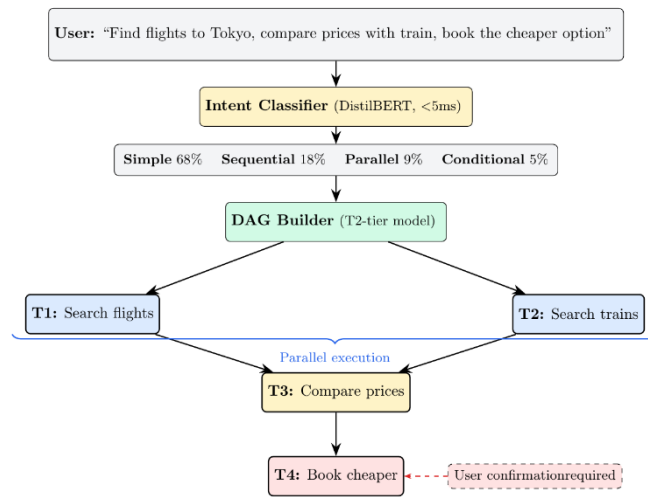 User: “Find flights to Tokyo, compare prices with train, book the cheaper option”
Intent Classifier (DistilBERT, <5ms)
Simple 68% Sequential 18% Parallel 9% Conditional 5%
DAG Builder (T2-tier model)
T1: Search flights
T2: Search trains
Parallel execution
T3: Compare prices
T4: Book cheaper
User confirmationrequired